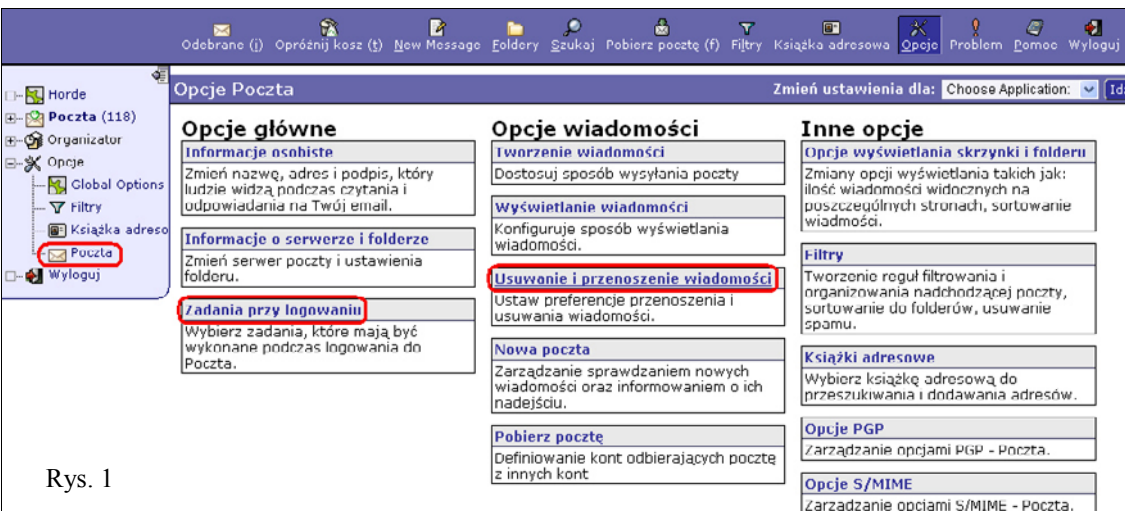 Odebrane (j) Opróżnij kosz (t) New Message Foldery Szukaj Pobierz pocztę (f) Filtry Książka adresowa Opcje Problem Pomoc Wyloguj
Horde
Poczta (118)
Organizator
Opcje
Global Options
Filtry
Książka adreso
Poczta
Wyloguj
Opcje Poczta
Zmień ustawienia dla: Choose Application:
Opcje główne
Informacje osobiste
Zmień nazwę, adres i podpis, który
ludzie widzą podczas czytania i
odpowiadania na Twój email.
Informacje o serwerze i folderze
Zmień serwer poczty i ustawienia
folderu.
Zadania przy logowaniu
Wybierz zadania, które mają być
wykonane podczas logowania do
Poczta.
Opcje wiadomości
Tworzenie wiadomości
Dostosuj sposób wysyłania poczty
Wyświetlanie wiadomości
Konfiguruje sposób wyświetlania
wiadomości.
Usuwanie i przenoszenie wiadomości
Ustaw preferencje przenoszenia i
usuwania wiadomości.
Nowa poczta
Zarządzanie sprawdzaniem nowych
wiadomości oraz informowaniem o ich
nadejściu.
Pobierz pocztę
Definiowanie kont odbierających pocztę
z innych kont
Inne opcje
Opcje wyświetlania skrzynki i folderu
Zmiany opcji wyświetlania takich jak:
ilość wiadomości widocznych na
poszczególnych stronach, sortowanie
wiadmości.
Filtry
Tworzenie reguł filtrowania i
organizowania nadchodzącej poczty,
sortowanie do folderów, usuwanie
spamu.
Książki adresowe
Wybierz książkę adresową do
przeszukiwania i dodawania adresów.
Opcje PGP
Zarządzanie opcjami PGP - Poczta.
Opcje S/MIME
Zarządzanie opcjami S/MIME - Poczta.
Rys. 1